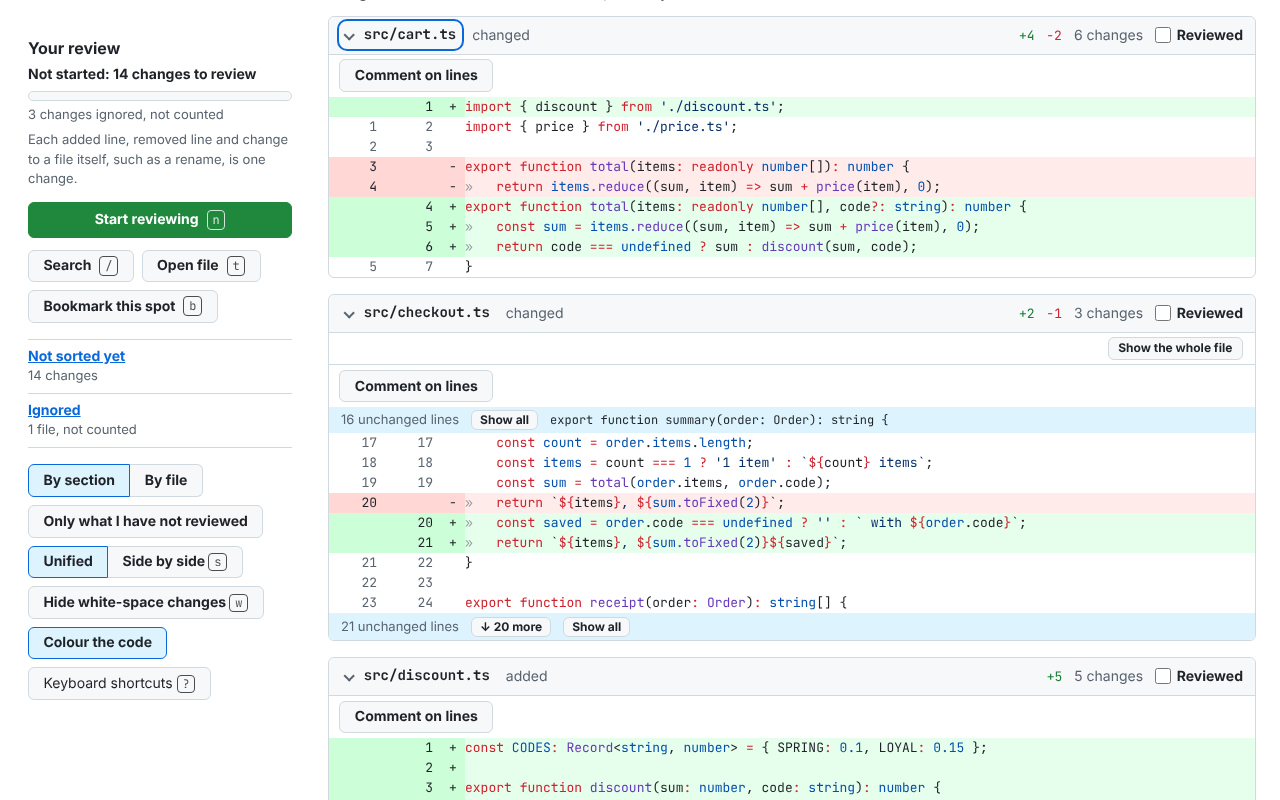 Your review
Not started: 14 changes to review
3 changes ignored, not counted
Each added line, removed line and change
to a file itself, such as a rename, is one
change.
Start reviewing n
Search / Open file t
Bookmark this spot b
Not sorted yet
14 changes
Ignored
1 file, not counted
By section By file
Only what I have not reviewed
Unified Side by side s
Hide white-space changes w
Colour the code
Keyboard shortcuts ?
src/cart.ts changed +4 -2 6 changes Reviewed
Comment on lines
1 + import { discount } from './discount.ts';
1 2 import { price } from './price.ts';
2 3
3 - export function total(items: readonly number[]): number {
4 - » return items.reduce((sum, item) => sum + price(item), 0);
4 + export function total(items: readonly number[], code?: string): number {
5 + » const sum = items.reduce((sum, item) => sum + price(item), 0);
6 + » return code === undefined ? sum : discount(sum, code);
5 7 }
src/checkout.ts changed +2 -1 3 changes Reviewed
Show the whole file
Comment on lines
16 unchanged lines Show all export function summary(order: Order): string {
17 17 const count = order.items.length;
18 18 const items = count === 1 ? '1 item' : `${count} items`;
19 19 const sum = total(order.items, order.code);
20 - » return `${items}, ${sum.toFixed(2)}`;
20 + » const saved = order.code === undefined ? '' : ` with ${order.code}`;
21 + » return `${items}, ${sum.toFixed(2)}${saved}`;
21 22 }
22 23
23 24 export function receipt(order: Order): string[] {
21 unchanged lines ↓ 20 more Show all
src/discount.ts added +5 5 changes Reviewed
Comment on lines
1 + const CODES: Record<string, number> = { SPRING: 0.1, LOYAL: 0.15 };
2 +
3 + export function discount(sum: number, code: string): number {